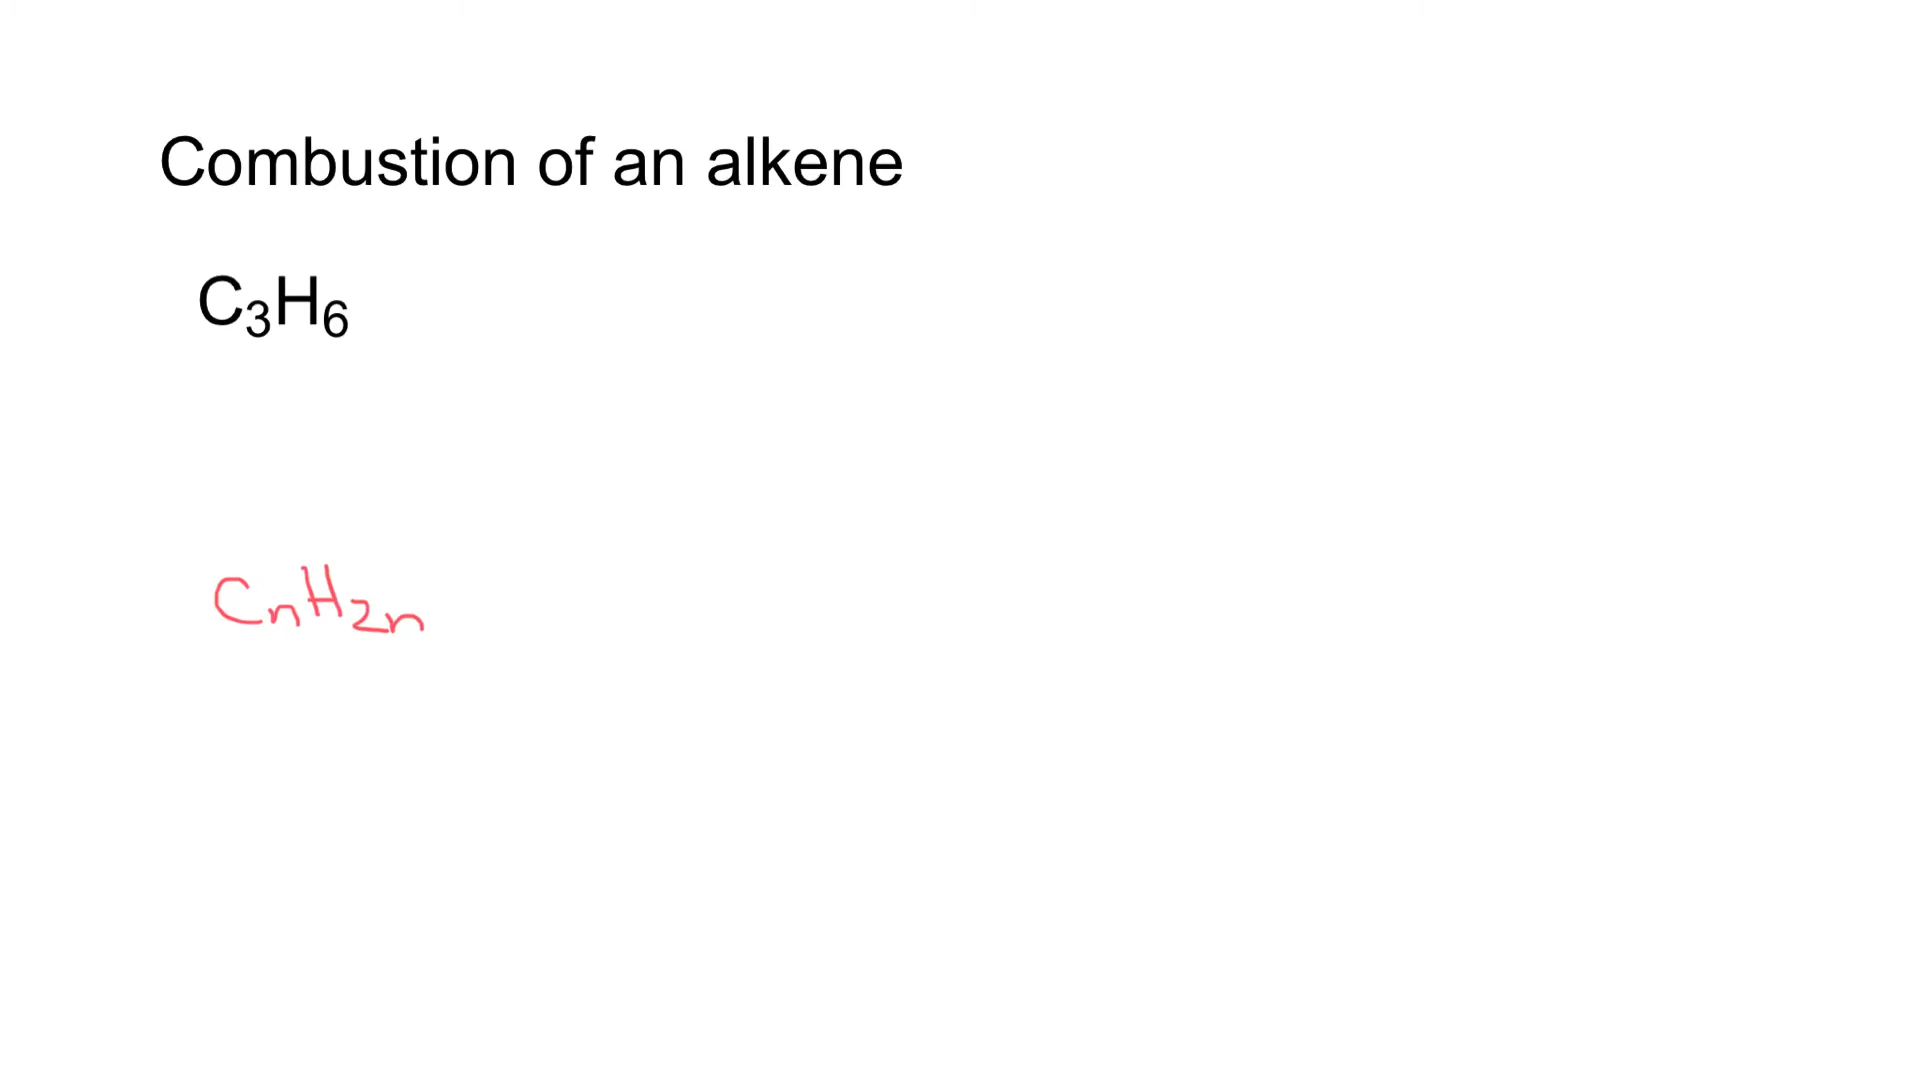 Combustion of an alkene
C₃H₆
CₙH₂ₙ